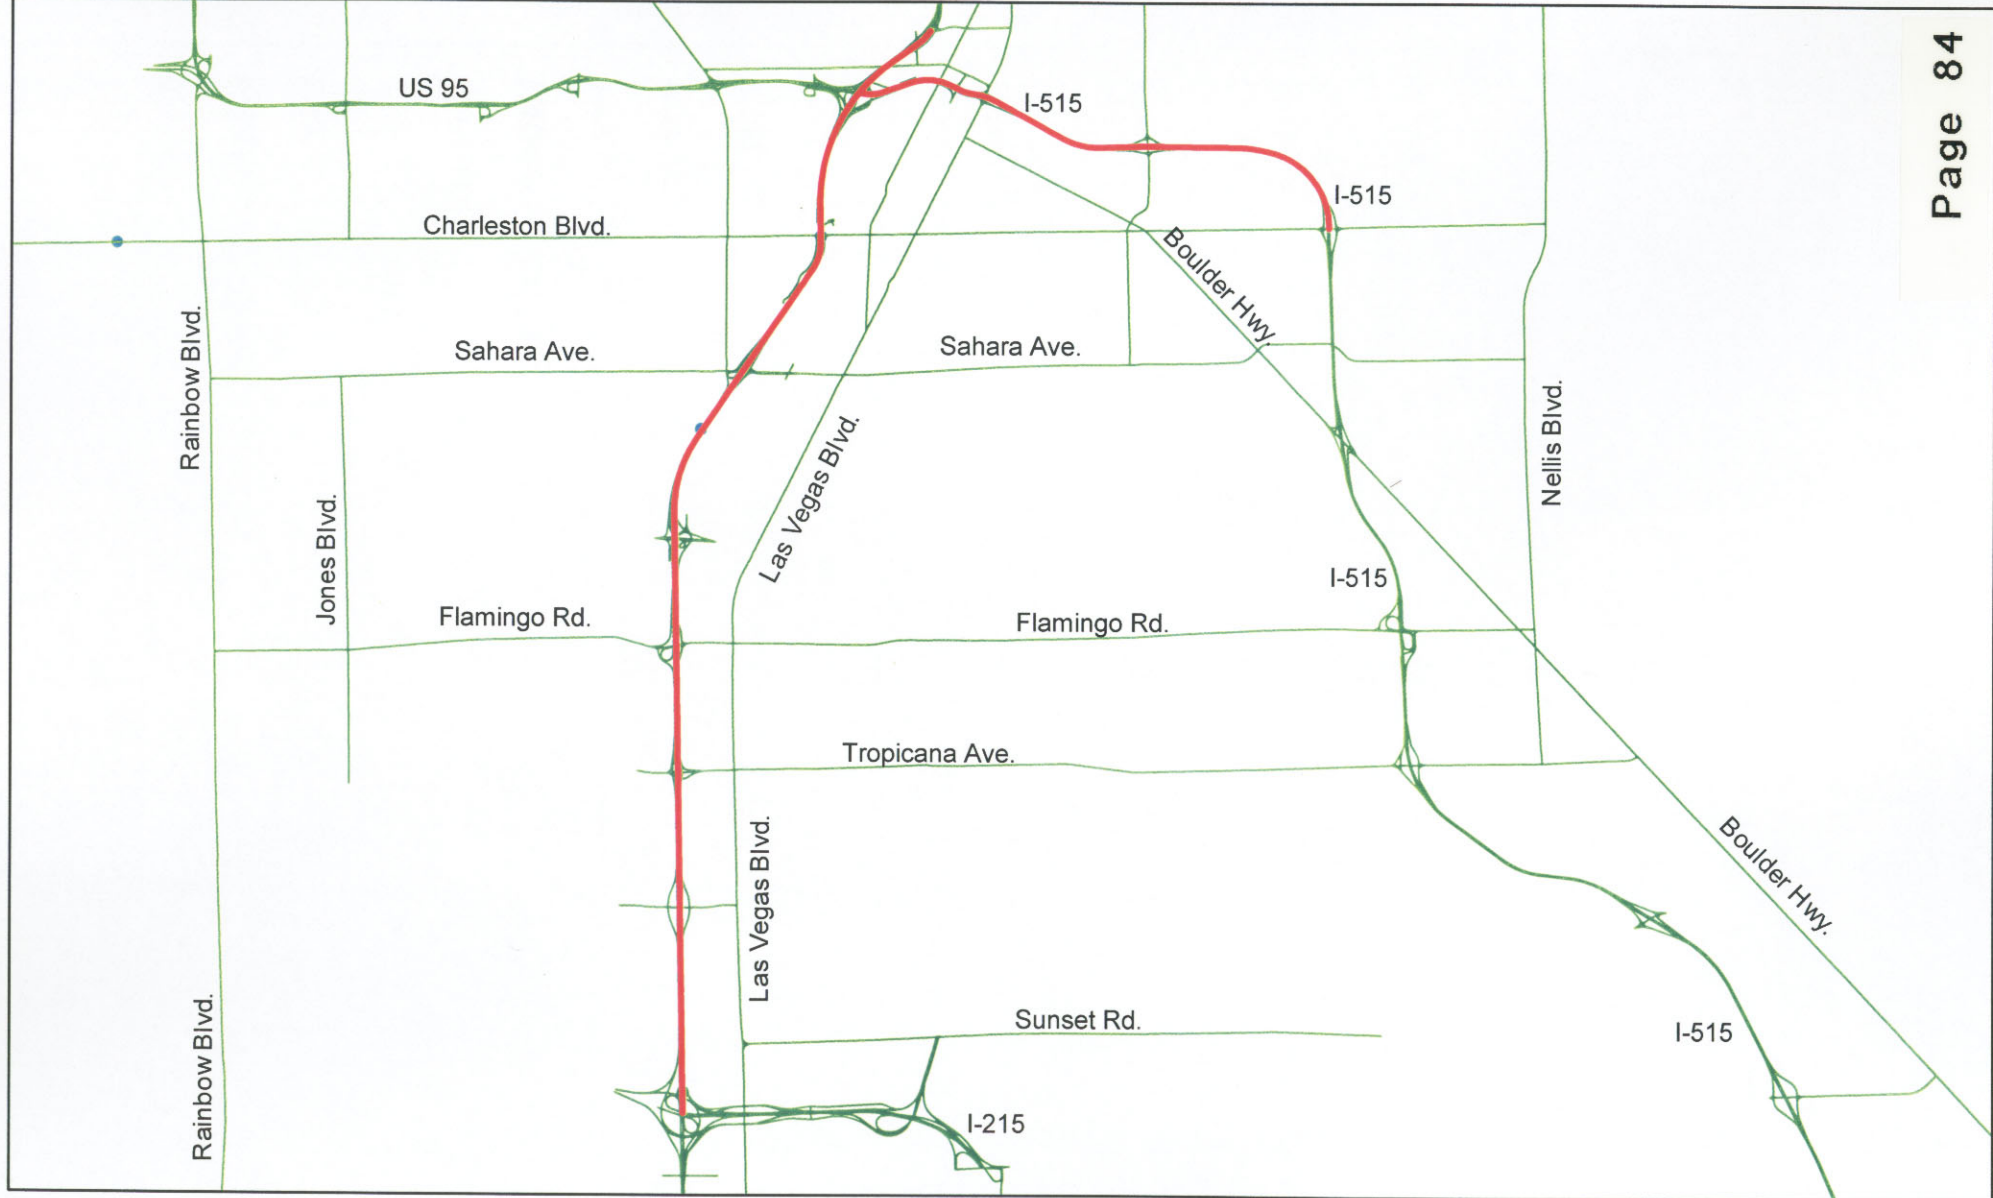 Page 84
US 95
I-515
I-515
Charleston Blvd.
Boulder Hwy.
Rainbow Blvd.
Sahara Ave.
Sahara Ave.
Las Vegas Blvd.
Nellis Blvd.
Jones Blvd.
I-515
Flamingo Rd.
Flamingo Rd.
Tropicana Ave.
Las Vegas Blvd.
Boulder Hwy.
Rainbow Blvd.
Sunset Rd.
I-515
I-215